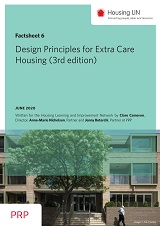 Housing LIN
Factsheet 6
Design Principles for Extra Care
Housing (3rd edition)
JUNE 2020
Written for the Housing Learning and Improvement Network by Clare Cameron,
Director, Anne-Marie Nicholson Partner and Jenny Buterchi, Partner at PRP
PRP